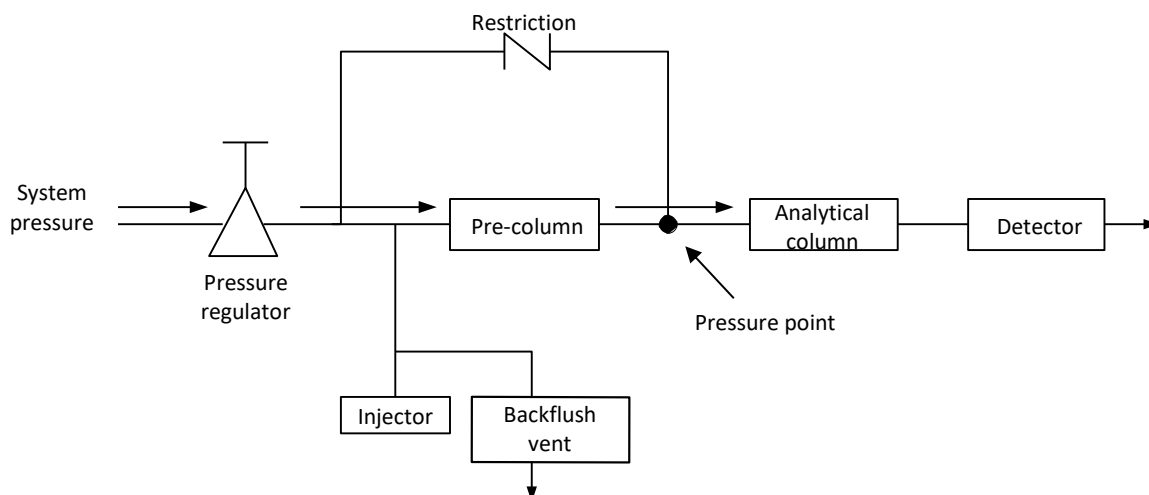 Restriction
System
pressure
Pre-column
Analytical
column
Detector
Pressure
regulator
Pressure point
Injector
Backflush
vent